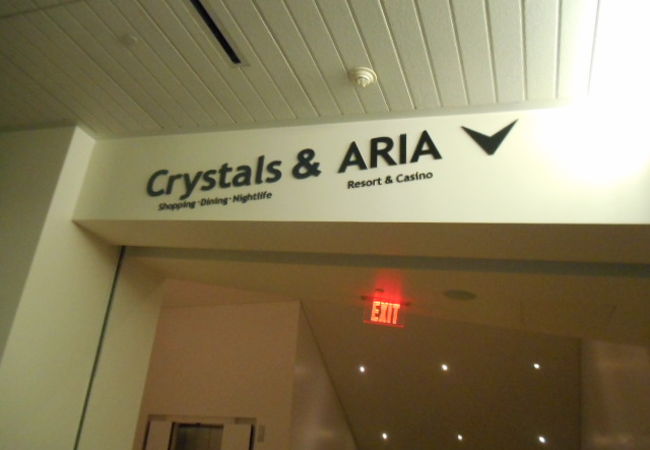 Crystals & ARIA
Shopping · Dining · Nightlife
Resort & Casino
EXIT